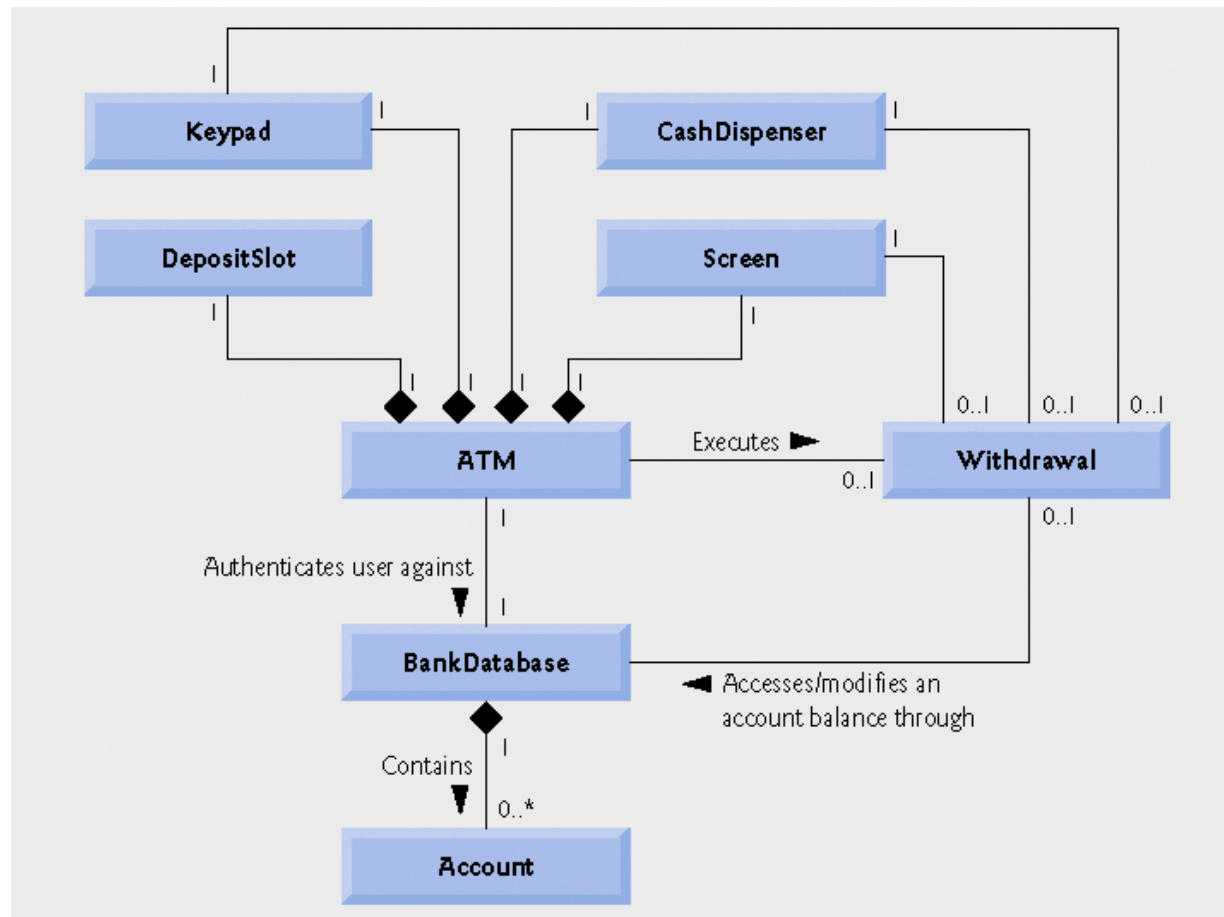 1
1
1
1
Keypad
CashDispenser
1
DepositSlot
Screen
1
1
1
1
1
1
0..1
0..1
0..1
Executes
ATM
Withdrawal
0..1
1
0..1
Authenticates user against
1
BankDatabase
Accesses/modifies an
account balance through
1
Contains
0..*
Account